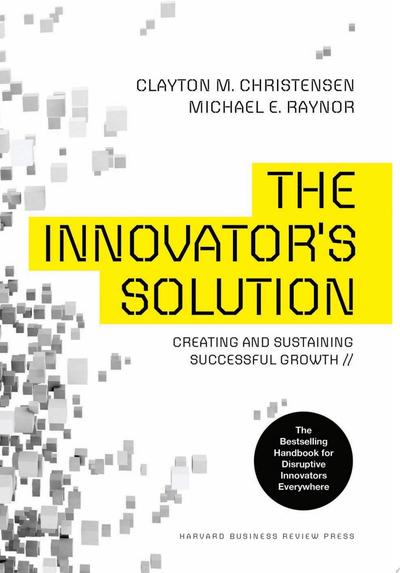 CLAYTON M. CHRISTENSEN
MICHAEL E. RAYNOR
THE
INNOVATOR'S
SOLUTION
CREATING AND SUSTAINING
SUCCESSFUL GROWTH //
The
Bestselling
Handbook for
Disruptive
Innovators
Everywhere
HARVARD BUSINESS REVIEW PRESS